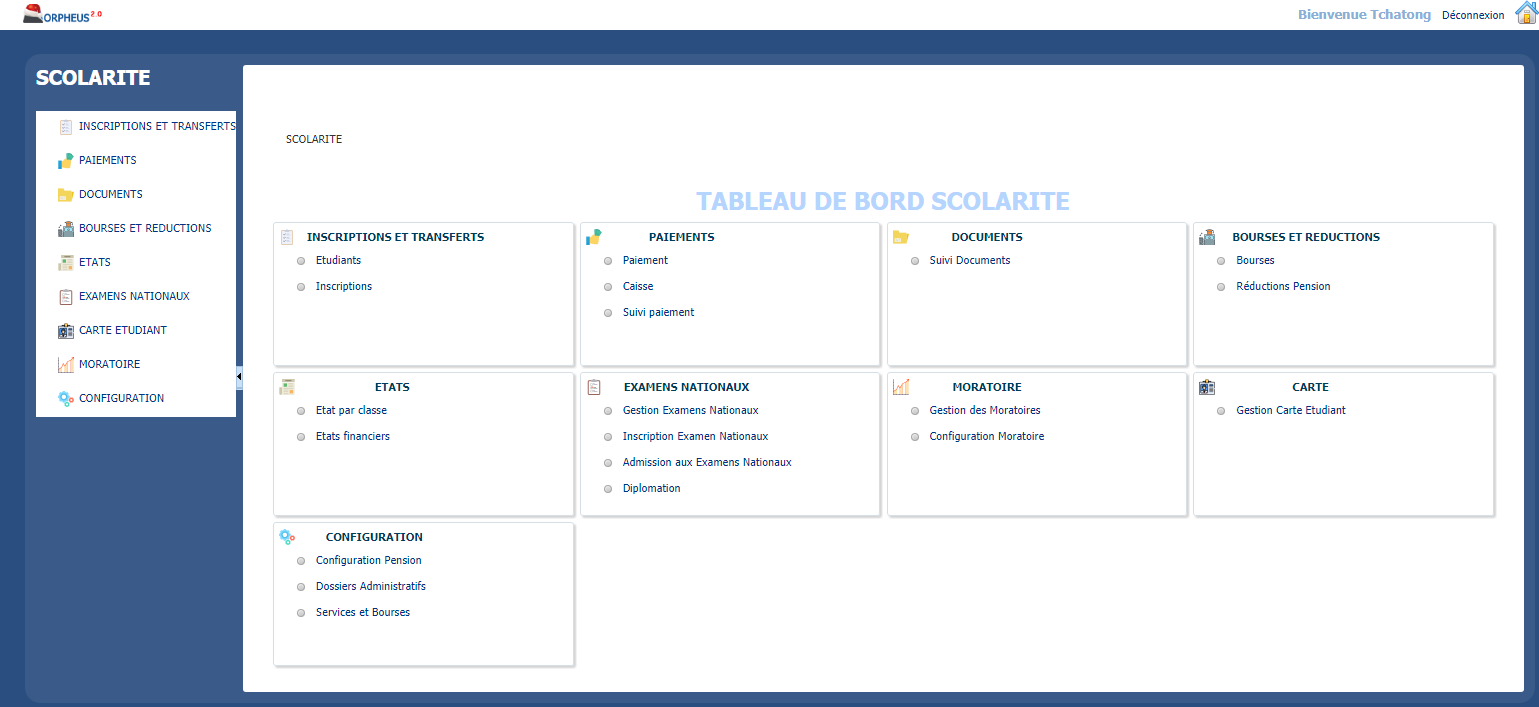 ORPHEUS 2.0
Bienvenue Tchatong Déconnexion
SCOLARITE
INSCRIPTIONS ET TRANSFERTS
PAIEMENTS
DOCUMENTS
BOURSES ET REDUCTIONS
ETATS
EXAMENS NATIONAUX
CARTE ETUDIANT
MORATOIRE
CONFIGURATION
SCOLARITE
TABLEAU DE BORD SCOLARITE
INSCRIPTIONS ET TRANSFERTS
Etudiants
Inscriptions
PAIEMENTS
Paiement
Caisse
Suivi paiement
DOCUMENTS
Suivi Documents
BOURSES ET REDUCTIONS
Bourses
Réductions Pension
ETATS
Etat par classe
Etats financiers
EXAMENS NATIONAUX
Gestion Examens Nationaux
Inscription Examen Nationaux
Admission aux Examens Nationaux
Diplomation
MORATOIRE
Gestion des Moratoires
Configuration Moratoire
CARTE
Gestion Carte Etudiant
CONFIGURATION
Configuration Pension
Dossiers Administratifs
Services et Bourses